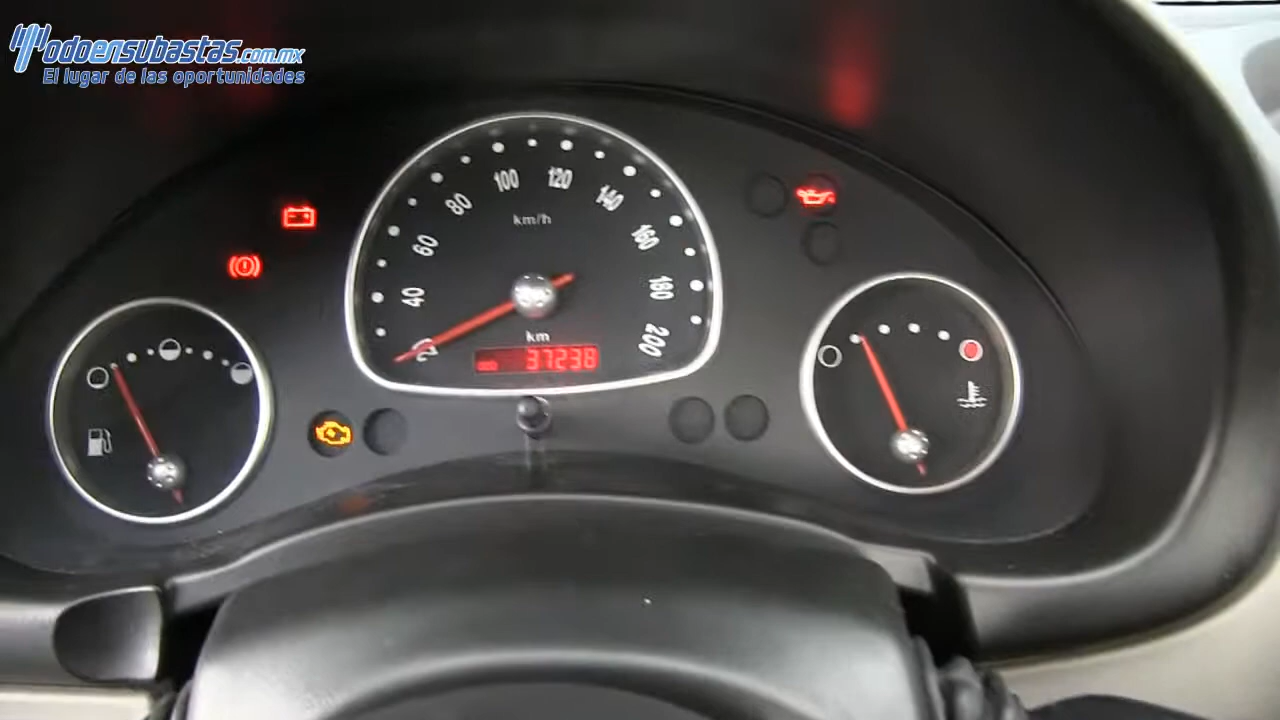 Todoensubastas.com.mx
El lugar de las oportunidades
20
40
60
80
100
120
140
160
180
200
km/h
km
37238